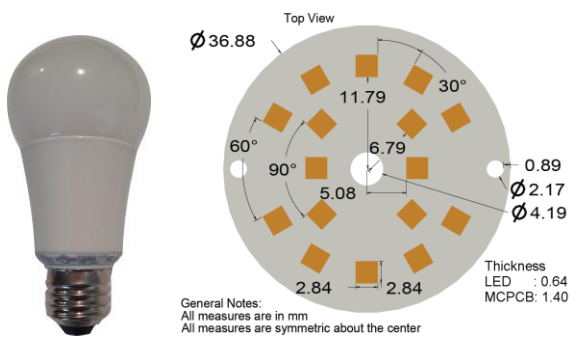 Top View
Ø36.88
30°
11.79
60°
90°
6.79
0.89
5.08
Ø2.17
Ø4.19
Thickness
LED : 0.64
MCPCB: 1.40
2.84
2.84
General Notes:
All measures are in mm
All measures are symmetric about the center